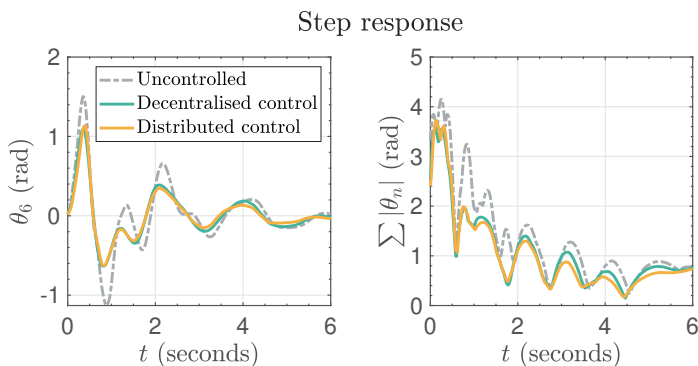 Step response
θ₆ (rad)
2
1
0
-1
Uncontrolled
Decentralised control
Distributed control
0
2
4
6
t (seconds)
∑ |θₙ| (rad)
5
4
3
2
1
0
0
2
4
6
t (seconds)